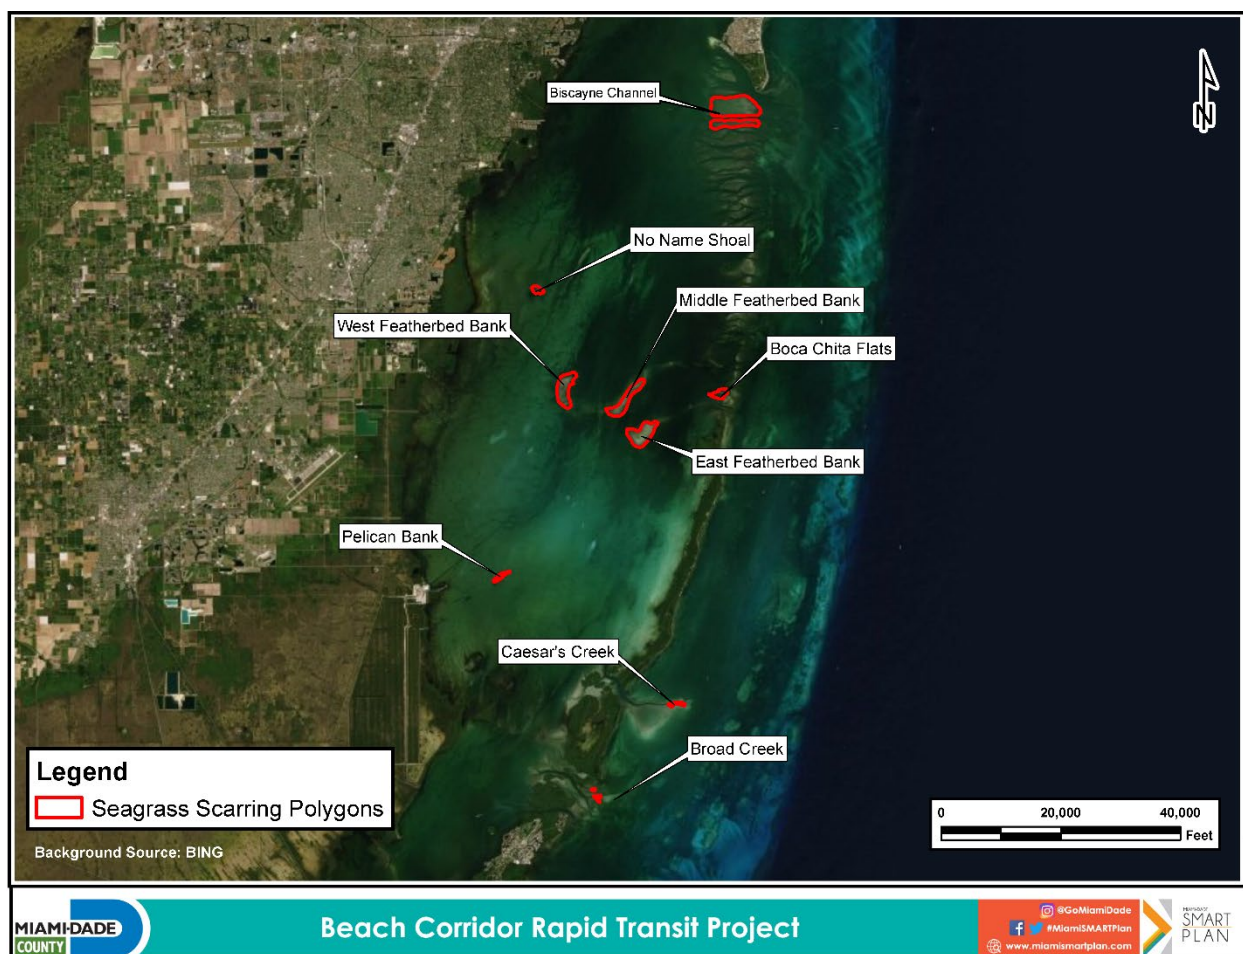 Biscayne Channel
N
No Name Shoal
Middle Featherbed Bank
West Featherbed Bank
Boca Chita Flats
East Featherbed Bank
Pelican Bank
Caesar's Creek
Broad Creek
Legend
Seagrass Scarring Polygons
Background Source: BING
0 20,000 40,000
Feet
MIAMI-DADE
COUNTY
Beach Corridor Rapid Transit Project
@GoMiamiDade
#MiamiSMARTPlan
www.miamismartplan.com
MIAMI-DADE
SMART
PLAN